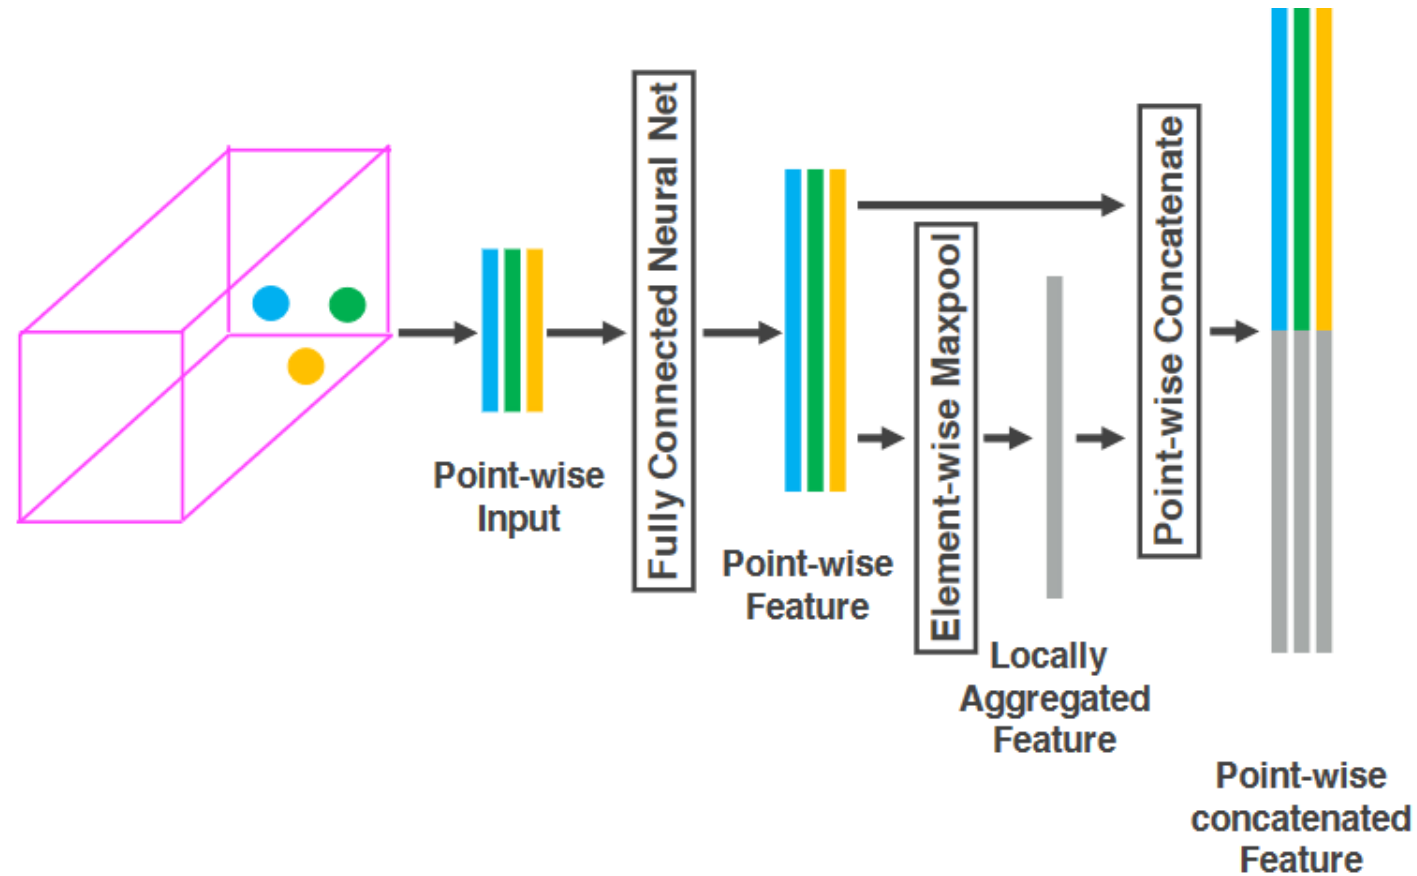 Point-wise
Input
Fully Connected Neural Net
Point-wise
Feature
Element-wise Maxpool
Locally
Aggregated
Feature
Point-wise Concatenate
Point-wise
concatenated
Feature